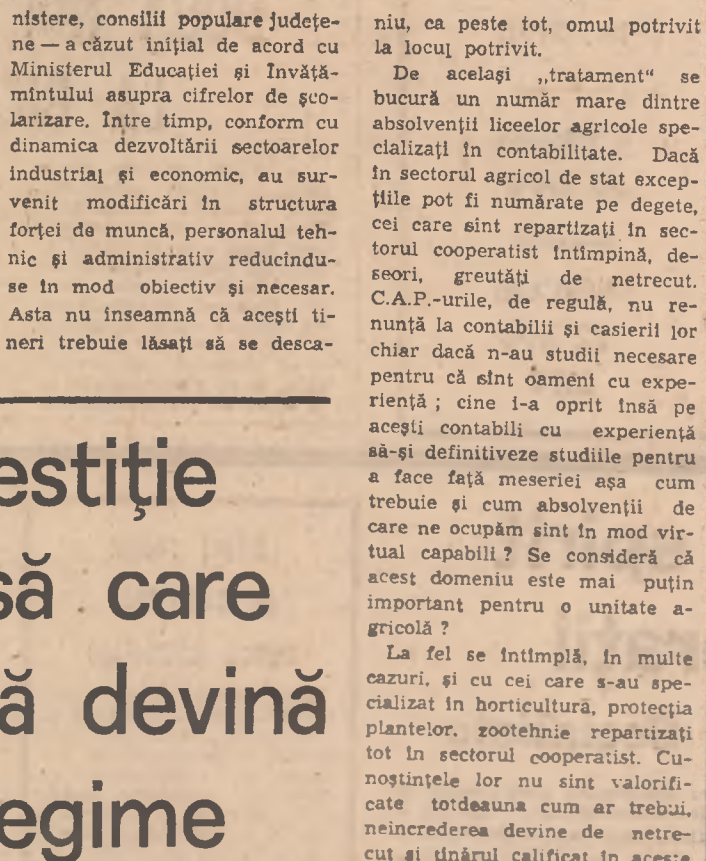 nistere, consilii populare județe-
ne — a căzut inițial de acord cu
Ministerul Educației și Învăță-
mîntului asupra cifrelor de șco-
larizare. Între timp, conform cu
dinamica dezvoltării sectoarelor
industrial și economic, au sur-
venit modificări în structura
forței de muncă, personalul teh-
nic și administrativ reducîndu-
se în mod obiectiv și necesar.
Asta nu înseamnă că acești ti-
neri trebuie lăsați să se desca-
estiție
să care
ă devină
egime
niu, ca peste tot, omul potrivit
la locul potrivit.
De același „tratament“ se
bucură un număr mare dintre
absolvenții liceelor agricole spe-
cializați în contabilitate. Dacă
în sectorul agricol de stat excep-
țiile pot fi numărate pe degete,
cei care sînt repartizați în sec-
torul cooperatist întîmpină, de-
seori, greutăți de netrecut.
C.A.P.-urile, de regulă, nu re-
nunță la contabilii și casierii lor
chiar dacă n-au studii necesare
pentru că sînt oameni cu expe-
riență ; cine i-a oprit însă pe
acești contabili cu experiență
să-și definitiveze studiile pentru
a face față meseriei așa cum
trebuie și cum absolvenții de
care ne ocupăm sînt în mod vir-
tual capabili ? Se consideră că
acest domeniu este mai puțin
important pentru o unitate a-
gricolă ?
La fel se întîmplă, în multe
cazuri, și cu cei care s-au spe-
cializat în horticultură, protecția
plantelor, zootehnie repartizați
tot în sectorul cooperatist. Cu-
noștințele lor nu sînt valorifi-
cate totdeauna cum ar trebui,
neincrederea devine de netre-
cut și tînărul calificat în aceste